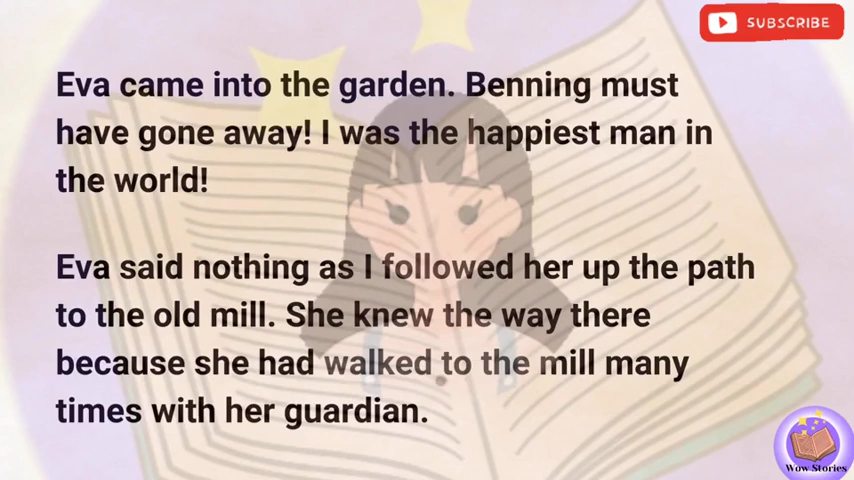 SUBSCRIBE
Eva came into the garden. Benning must
have gone away! I was the happiest man in
the world!
Eva said nothing as I followed her up the path
to the old mill. She knew the way there
because she had walked to the mill many
times with her guardian.
Wow Stories